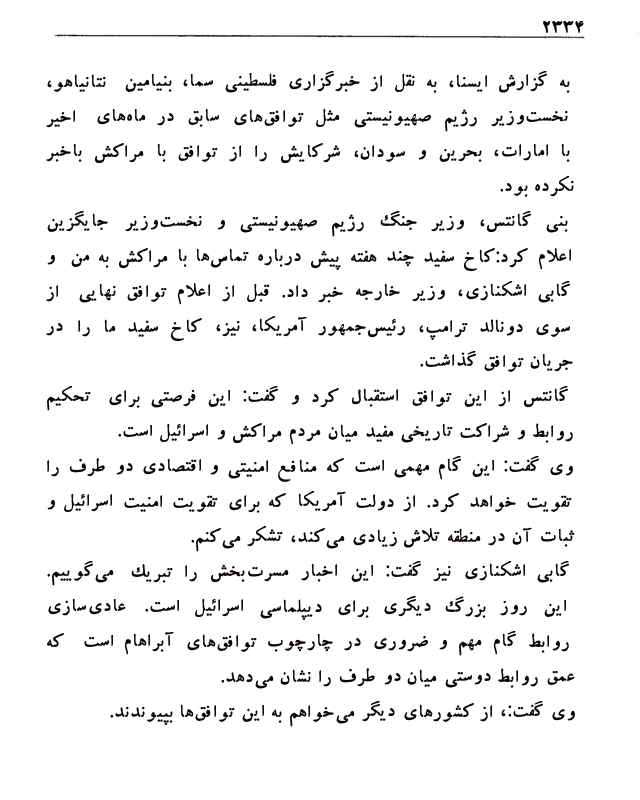 ۲۳۳۴
به گزارش ایسنا، به نقل از خبرگزاری فلسطینی سما، بنیامین نتانیاهو،
نخست‌وزیر رژیم صهیونیستی مثل توافق‌های سابق در ماه‌های اخیر
با امارات، بحرین و سودان، شرکایش را از توافق با مراکش باخبر
نکرده بود.
بنی گانتس، وزیر جنگ رژیم صهیونیستی و نخست‌وزیر جایگزین
اعلام کرد:کاخ سفید چند هفته پیش درباره تماس‌ها با مراکش به من و
گابی اشکنازی، وزیر خارجه خبر داد. قبل از اعلام توافق نهایی از
سوی دونالد ترامپ، رئیس‌جمهور آمریکا، نیز، کاخ سفید ما را در
جریان توافق گذاشت.
گانتس از این توافق استقبال کرد و گفت: این فرصتی برای تحکیم
روابط و شراکت تاریخی مفید میان مردم مراکش و اسرائیل است.
وی گفت: این گام مهمی است که منافع امنیتی و اقتصادی دو طرف را
تقویت خواهد کرد. از دولت آمریکا که برای تقویت امنیت اسرائیل و
ثبات آن در منطقه تلاش زیادی می‌کند، تشکر می‌کنم.
گابی اشکنازی نیز گفت: این اخبار مسرت‌بخش را تبریك می‌گوییم.
این روز بزرگ دیگری برای دیپلماسی اسرائیل است. عادی‌سازی
روابط گام مهم و ضروری در چارچوب توافق‌های آبراهام است که
عمق روابط دوستی میان دو طرف را نشان می‌دهد.
وی گفت:، از کشورهای دیگر می‌خواهم به این توافق‌ها بپیوندند.